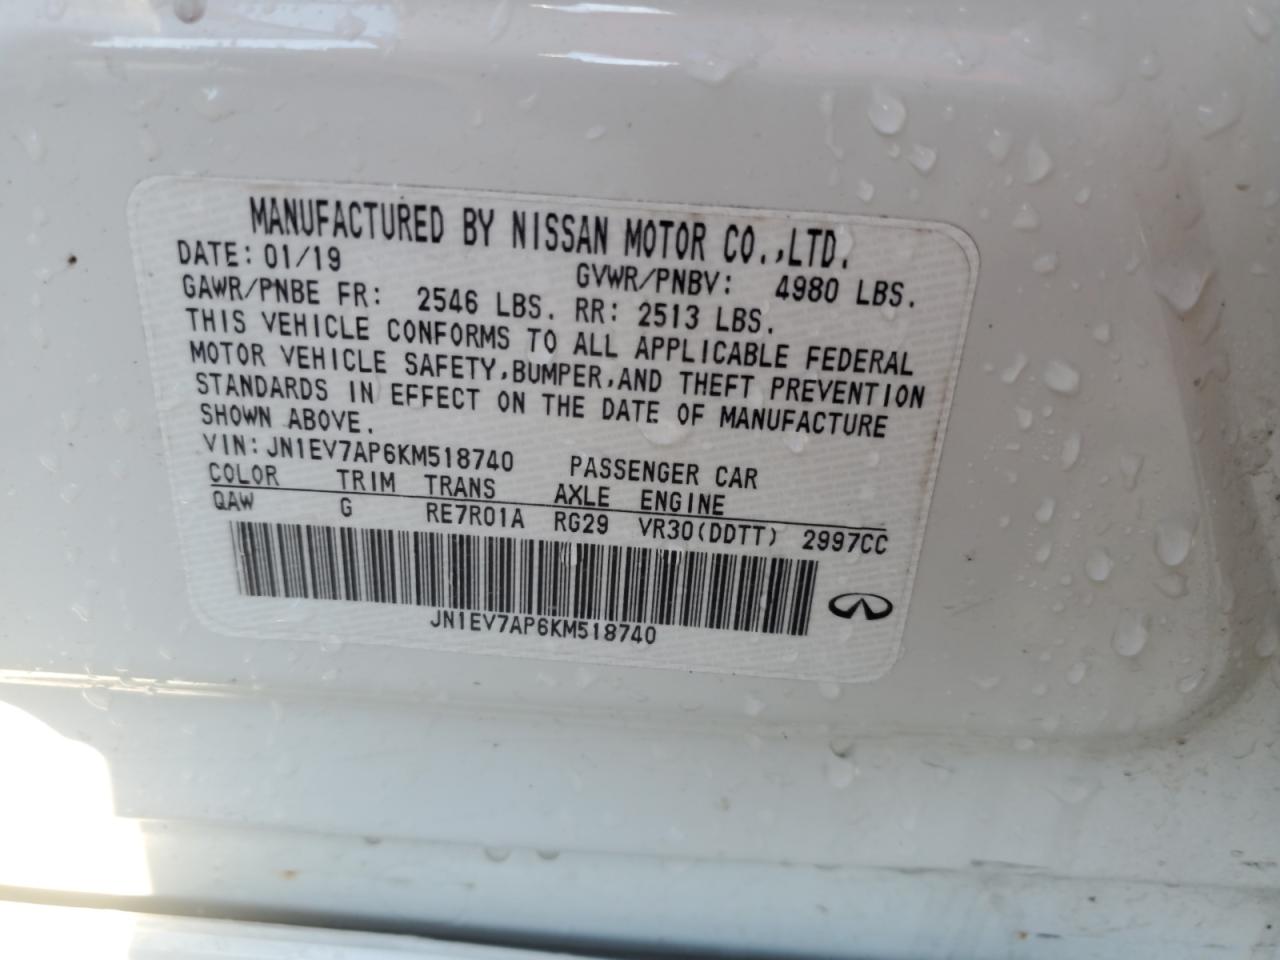 MANUFACTURED BY NISSAN MOTOR CO.,LTD.
DATE: 01/19 GVWR/PNBV: 4980 LBS.
GAWR/PNBE FR: 2546 LBS. RR: 2513 LBS.
THIS VEHICLE CONFORMS TO ALL APPLICABLE FEDERAL
MOTOR VEHICLE SAFETY,BUMPER,AND THEFT PREVENTION
STANDARDS IN EFFECT ON THE DATE OF MANUFACTURE
SHOWN ABOVE.
VIN: JN1EV7AP6KM518740 PASSENGER CAR
COLOR TRIM TRANS AXLE ENGINE
QAW G RE7R01A RG29 VR30(DDTT) 2997CC
JN1EV7AP6KM518740